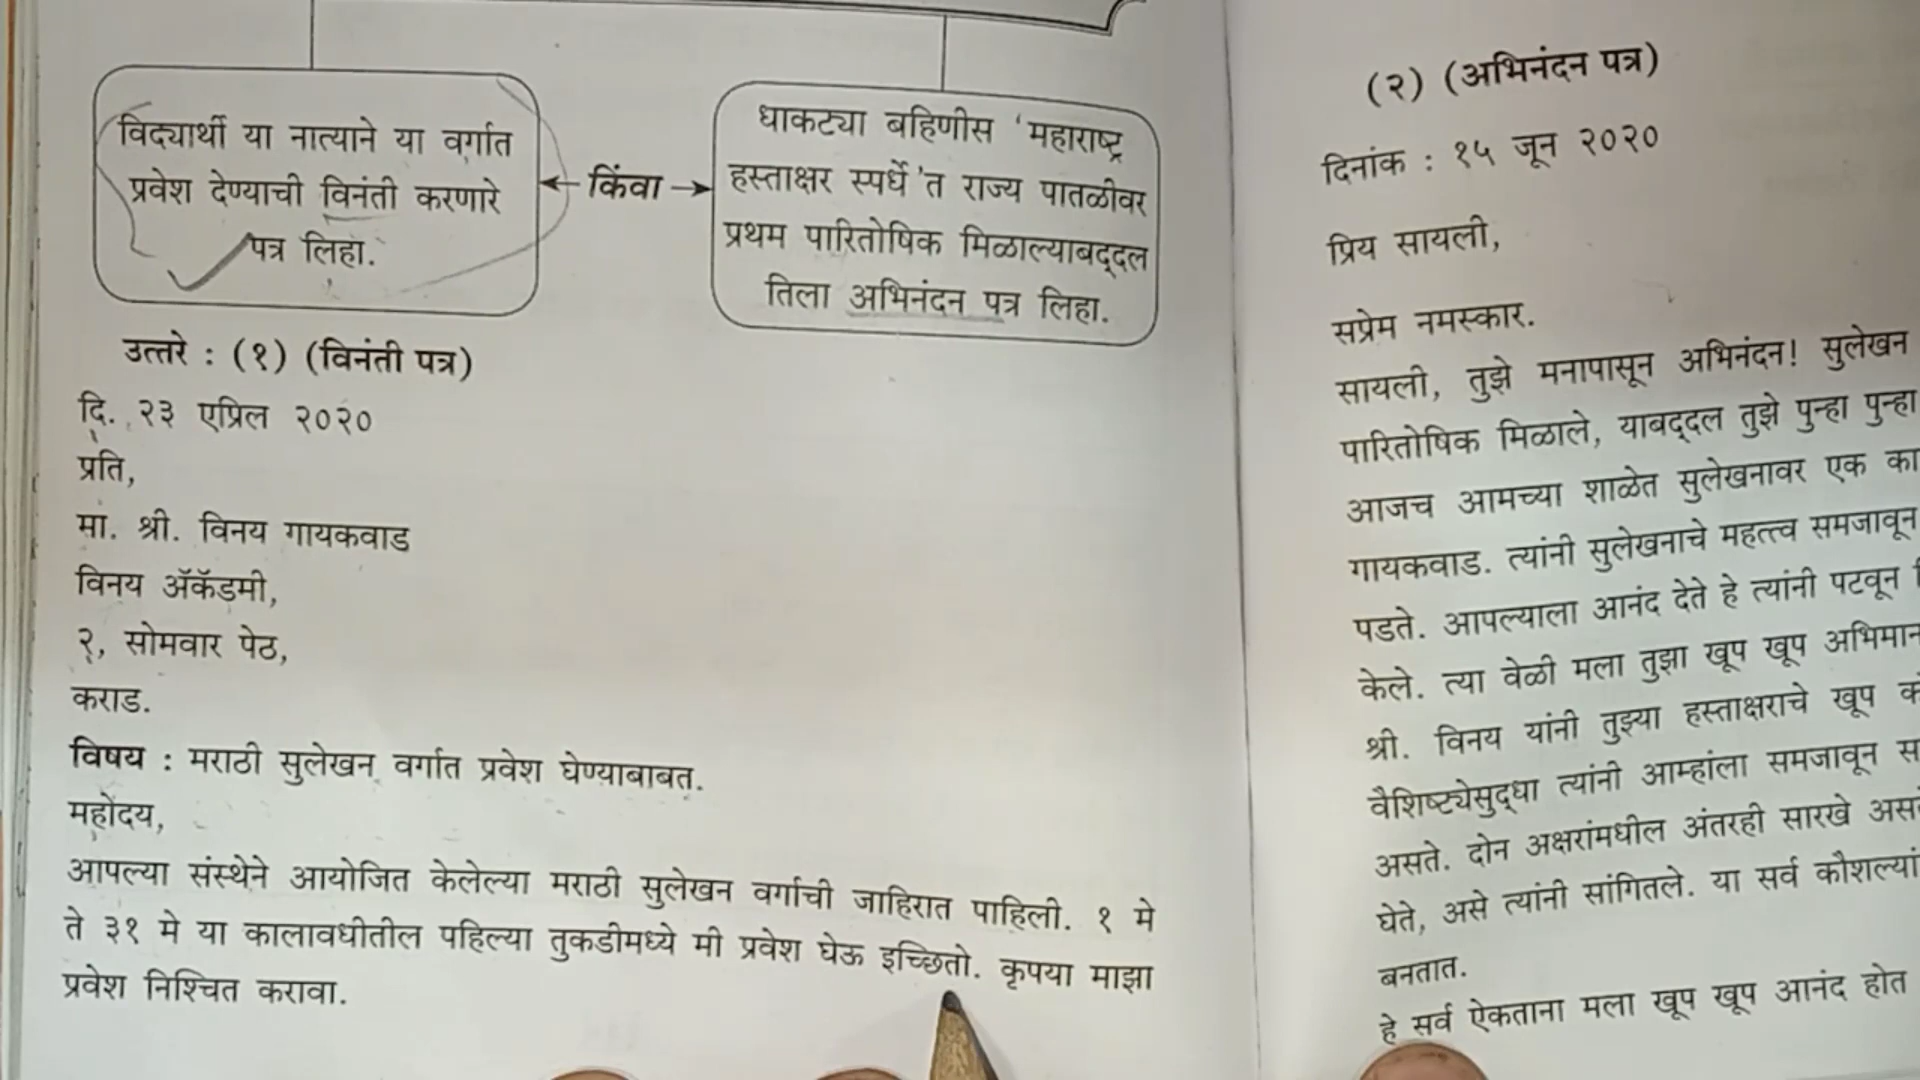 विद्यार्थी या नात्याने या वर्गात
प्रवेश देण्याची विनंती करणारे
पत्र लिहा.
किंवा
धाकट्या बहिणीस 'महाराष्ट्र
हस्ताक्षर स्पर्धे'त राज्य पातळीवर
प्रथम पारितोषिक मिळाल्याबद्दल
तिला अभिनंदन पत्र लिहा.
उत्तरे : (१) (विनंती पत्र)
दि. २३ एप्रिल २०२०
प्रति,
मा. श्री. विनय गायकवाड
विनय ॲकॅडमी,
२, सोमवार पेठ,
कराड.
विषय : मराठी सुलेखन वर्गात प्रवेश घेण्याबाबत.
महोदय,
आपल्या संस्थेने आयोजित केलेल्या मराठी सुलेखन वर्गाची जाहिरात पाहिली. १ मे
ते ३१ मे या कालावधीतील पहिल्या तुकडीमध्ये मी प्रवेश घेऊ इच्छितो. कृपया माझा
प्रवेश निश्चित करावा.
(२) (अभिनंदन पत्र)
दिनांक : १५ जून २०२०
प्रिय सायली,
सप्रेम नमस्कार.
सायली, तुझे मनापासून अभिनंदन! सुलेखन
पारितोषिक मिळाले, याबद्दल तुझे पुन्हा पुन्हा
आजच आमच्या शाळेत सुलेखनावर एक का
गायकवाड. त्यांनी सुलेखनाचे महत्त्व समजावून
पडते. आपल्याला आनंद देते हे त्यांनी पटवून
केले. त्या वेळी मला तुझा खूप खूप अभिमान
श्री. विनय यांनी तुझ्या हस्ताक्षराचे खूप
वैशिष्ट्येसुद्धा त्यांनी आम्हांला समजावून स
असते. दोन अक्षरांमधील अंतरही सारखे अस
घेते, असे त्यांनी सांगितले. या सर्व कौशल्यां
बनतात.
हे सर्व ऐकताना मला खूप खूप आनंद होत